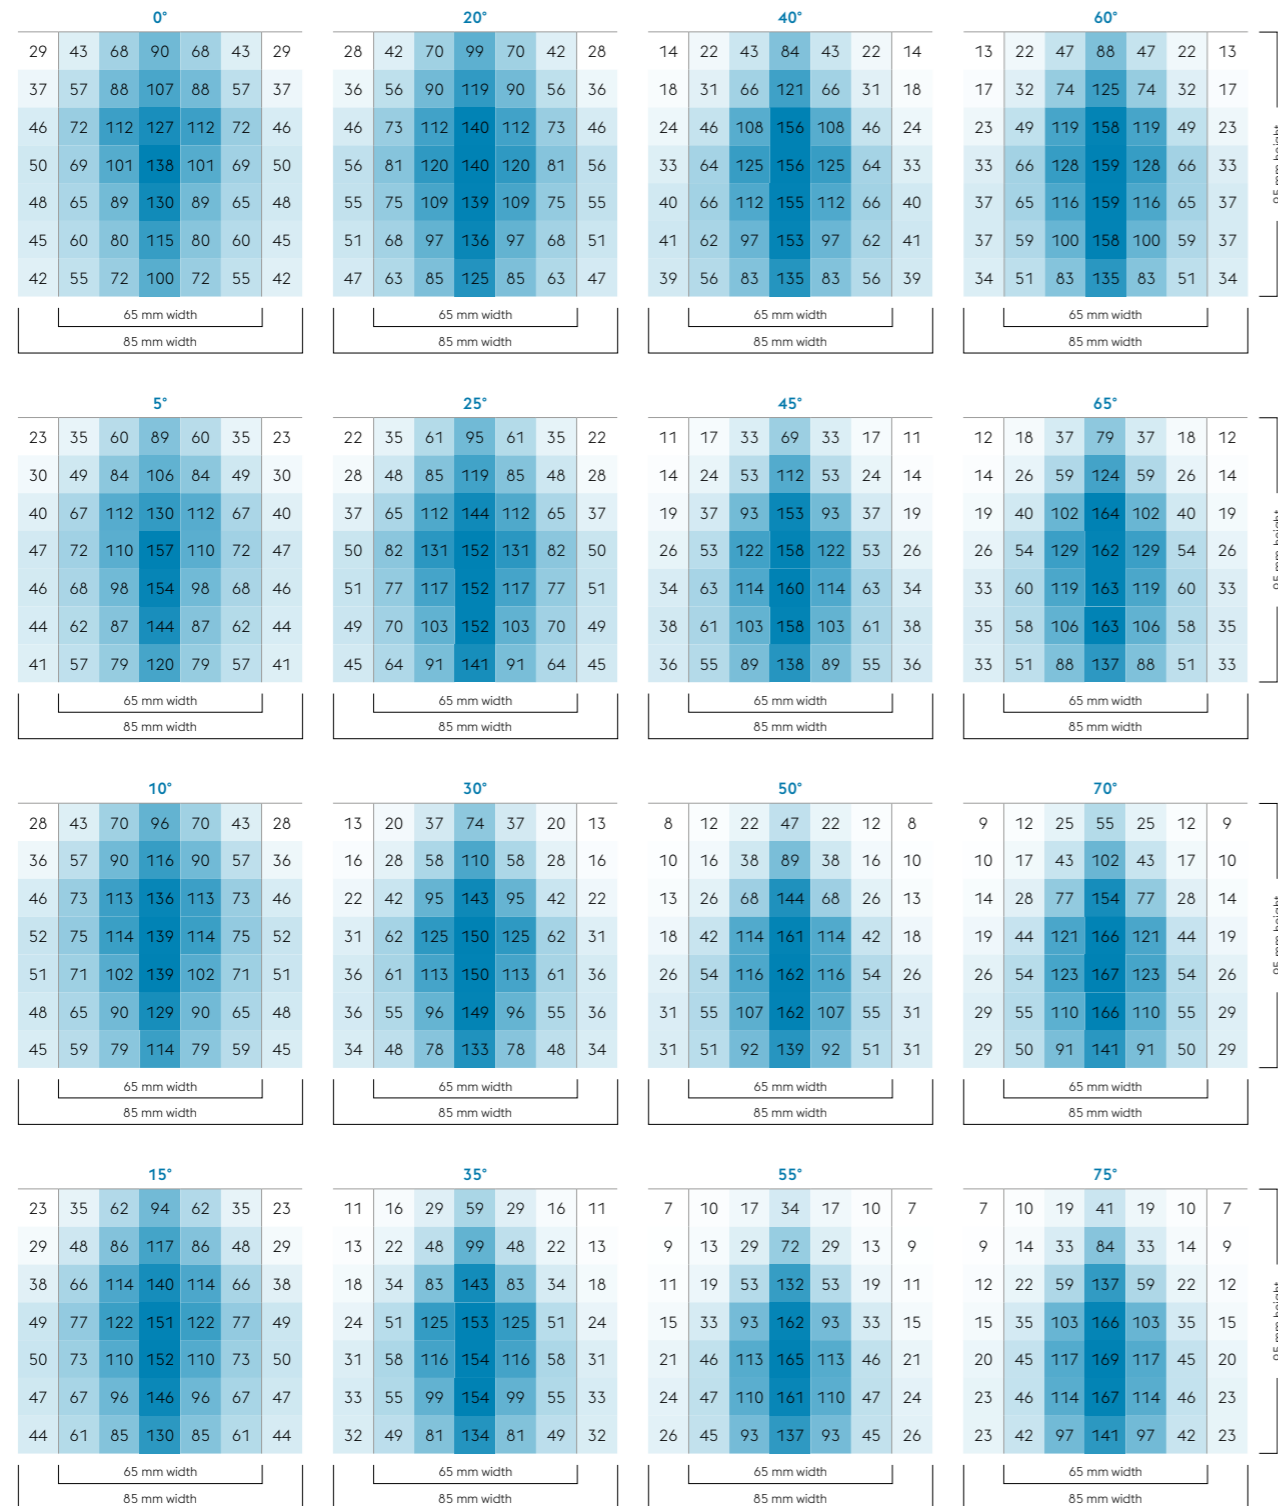 0° 20° 40° 60°
29 43 68 90 68 43 29 28 42 70 99 70 42 28 14 22 43 84 43 22 14 13 22 47 88 47 22 13
37 57 88 107 88 57 37 36 56 90 119 90 56 36 18 31 66 121 66 31 18 17 32 74 125 74 32 17
46 72 112 127 112 72 46 46 73 112 140 112 73 46 24 46 108 156 108 46 24 23 49 119 158 119 49 23
50 69 101 138 101 69 50 56 81 120 140 120 81 56 33 64 125 156 125 64 33 33 66 128 159 128 66 33
48 65 89 130 89 65 48 55 75 109 139 109 75 55 40 66 112 155 112 66 40 37 65 116 159 116 65 37
45 60 80 115 80 60 45 51 68 97 136 97 68 51 41 62 97 153 97 62 41 37 59 100 158 100 59 37
42 55 72 100 72 55 42 47 63 85 125 85 63 47 39 56 83 135 83 56 39 34 51 83 135 83 51 34
65 mm width 65 mm width 65 mm width 65 mm width
85 mm width 85 mm width 85 mm width 85 mm width
5° 25° 45° 65°
23 35 60 89 60 35 23 22 35 61 95 61 35 22 11 17 33 69 33 17 11 12 18 37 79 37 18 12
30 49 84 106 84 49 30 28 48 85 119 85 48 28 14 24 53 112 53 24 14 14 26 59 124 59 26 14
40 67 112 130 112 67 40 37 65 112 144 112 65 37 19 37 93 153 93 37 19 19 40 102 164 102 40 19
47 72 110 157 110 72 47 50 82 131 152 131 82 50 26 53 122 158 122 53 26 26 54 129 162 129 54 26
46 68 98 154 98 68 46 51 77 117 152 117 77 51 34 63 114 160 114 63 34 33 60 119 163 119 60 33
44 62 87 144 87 62 44 49 70 103 152 103 70 49 38 61 103 158 103 61 38 35 58 106 163 106 58 35
41 57 79 120 79 57 41 45 64 91 141 91 64 45 36 55 89 138 89 55 36 33 51 88 137 88 51 33
65 mm width 65 mm width 65 mm width 65 mm width
85 mm width 85 mm width 85 mm width 85 mm width
10° 30° 50° 70°
28 43 70 96 70 43 28 13 20 37 74 37 20 13 8 12 22 47 22 12 8 9 12 25 55 25 12 9
36 57 90 116 90 57 36 16 28 58 110 58 28 16 10 16 38 89 38 16 10 10 17 43 102 43 17 10
46 73 113 136 113 73 46 22 42 95 143 95 42 22 13 26 68 144 68 26 13 14 28 77 154 77 28 14
52 75 114 139 114 75 52 31 62 125 150 125 62 31 18 42 114 161 114 42 18 19 44 121 166 121 44 19
51 71 102 139 102 71 51 36 61 113 150 113 61 36 26 54 116 162 116 54 26 26 54 123 167 123 54 26
48 65 90 129 90 65 48 36 55 96 149 96 55 36 31 55 107 162 107 55 31 29 55 110 166 110 55 29
45 59 79 114 79 59 45 34 48 78 133 78 48 34 31 51 92 139 92 51 31 29 50 91 141 91 50 29
65 mm width 65 mm width 65 mm width 65 mm width
85 mm width 85 mm width 85 mm width 85 mm width
15° 35° 55° 75°
23 35 62 94 62 35 23 11 16 29 59 29 16 11 7 10 17 34 17 10 7 7 10 19 41 19 10 7
29 48 86 117 86 48 29 13 22 48 99 48 22 13 9 13 29 72 29 13 9 9 14 33 84 33 14 9
38 66 114 140 114 66 38 18 34 83 143 83 34 18 11 19 53 132 53 19 11 12 22 59 137 59 22 12
49 77 122 151 122 77 49 24 51 125 153 125 51 24 15 33 93 162 93 33 15 15 35 103 166 103 35 15
50 73 110 152 110 73 50 31 58 116 154 116 58 31 21 46 113 165 113 46 21 20 45 117 169 117 45 20
47 67 96 146 96 67 47 33 55 99 154 99 55 33 24 47 110 161 110 47 24 23 46 114 167 114 46 23
44 61 85 130 85 61 44 32 49 81 134 81 49 32 26 45 93 137 93 45 26 23 42 97 141 97 42 23
65 mm width 65 mm width 65 mm width 65 mm width
85 mm width 85 mm width 85 mm width 85 mm width